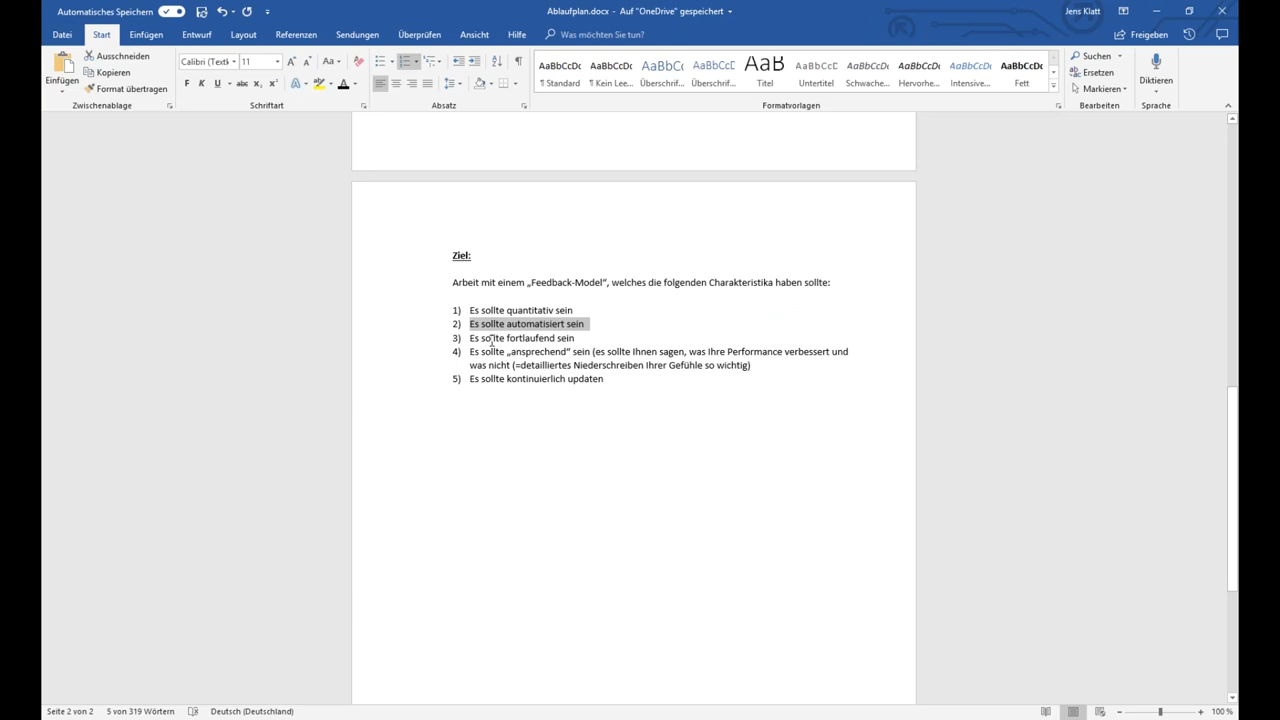 Automatisches Speichern
Ablaufplan.docx - Auf "OneDrive" gespeichert
Jens Klatt
Datei Start Einfügen Entwurf Layout Referenzen Sendungen Überprüfen Ansicht Hilfe Was möchten Sie tun? Freigeben
Einfügen
Ausschneiden
Kopieren
Format übertragen
Zwischenablage
Calibri (Textk 11
F K U abc x₂ x²
Schriftart
Absatz
AaBbCcDc AaBbCcDc AaBbC( AaBbCcE AaB AaBbCcD AaBbCcDc AaBbCcDc AaBbCcDc AaBbCcDc
¶ Standard ¶ Kein Lee... Überschrif... Überschrif... Titel Untertitel Schwache... Hervorhe... Intensive... Fett
Formatvorlagen
Suchen
Ersetzen
Markieren
Bearbeiten
Diktieren
Sprache
Ziel:
Arbeit mit einem „Feedback-Model“, welches die folgenden Charakteristika haben sollte:
1) Es sollte quantitativ sein
2) Es sollte automatisiert sein
3) Es sollte fortlaufend sein
4) Es sollte „ansprechend“ sein (es sollte Ihnen sagen, was Ihre Performance verbessert und
was nicht (=detailliertes Niederschreiben Ihrer Gefühle so wichtig)
5) Es sollte kontinuierlich updaten
Seite 2 von 2 5 von 319 Wörtern Deutsch (Deutschland) 100 %